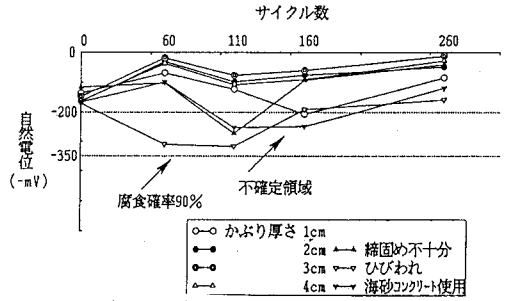 サイクル数
0 60 110 160 260
0
-200
-350
自然電位
(-mV)
腐食確率90%
不確定領域
かぶり厚さ 1cm
2cm 締固め不十分
3cm ひびわれ
4cm 海砂コンクリート使用